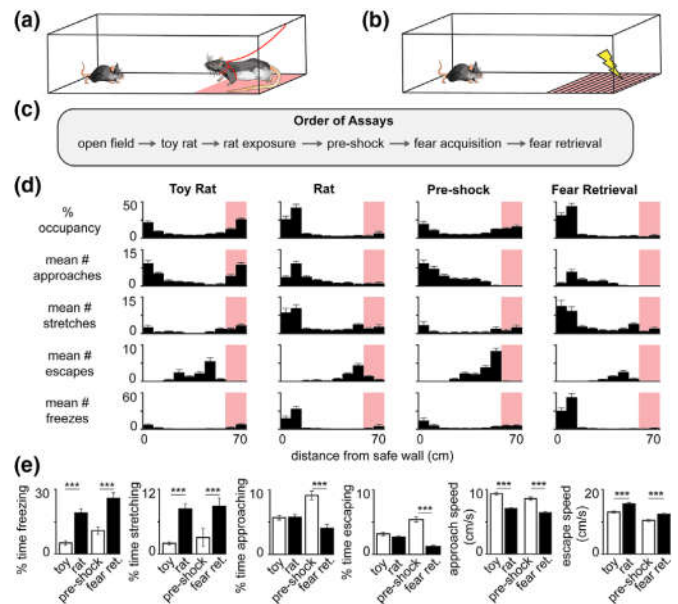 (a)
(b)
(c)
Order of Assays
open field → toy rat → rat exposure → pre-shock → fear acquisition → fear retrieval
(d)
Toy Rat Rat Pre-shock Fear Retrieval
%
occupancy
50
0
mean #
approaches
15
0
mean #
stretches
15
0
mean #
escapes
10
0
mean #
freezes
60
0
0 70 0 70 0 70 0 70
distance from safe wall (cm)
(e)
% time freezing
30
0
*** ***
toy rat pre-shock fear ret.
% time stretching
12
0
*** ***
toy rat pre-shock fear ret.
% time approaching
10
0
***
toy rat pre-shock fear ret.
% time escaping
10
0
***
toy rat pre-shock fear ret.
approach speed
(cm/s)
10
0
*** ***
toy rat pre-shock fear ret.
escape speed
(cm/s)
20
0
*** ***
toy rat pre-shock fear ret.